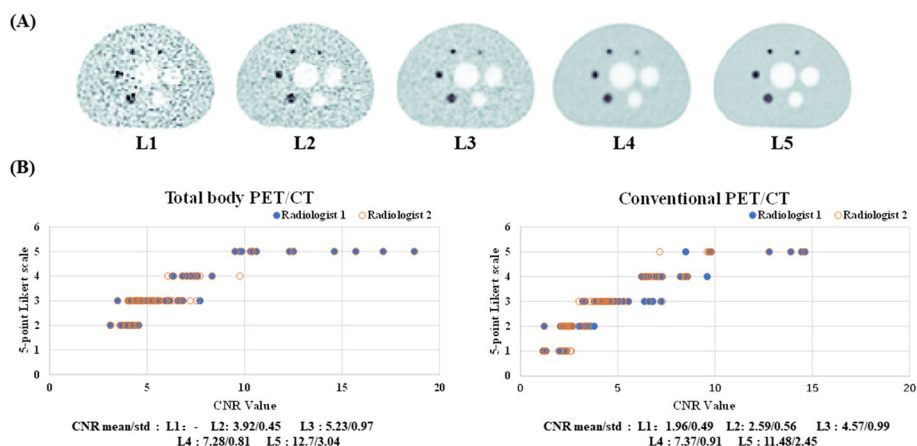 (A)
L1 L2 L3 L4 L5
(B)
Total body PET/CT
Radiologist 1 Radiologist 2
5-point Likert scale
6
5
4
3
2
1
0
0 5 10 15 20
CNR Value
CNR mean/std : L1: - L2: 3.92/0.45 L3 : 5.23/0.97
L4 : 7.28/0.81 L5 : 12.7/3.04
Conventional PET/CT
Radiologist 1 Radiologist 2
5-point Likert scale
6
5
4
3
2
1
0
0 5 10 15 20
CNR Value
CNR mean/std : L1: 1.96/0.49 L2: 2.59/0.56 L3 : 4.57/0.99
L4 : 7.37/0.91 L5 : 11.48/2.45